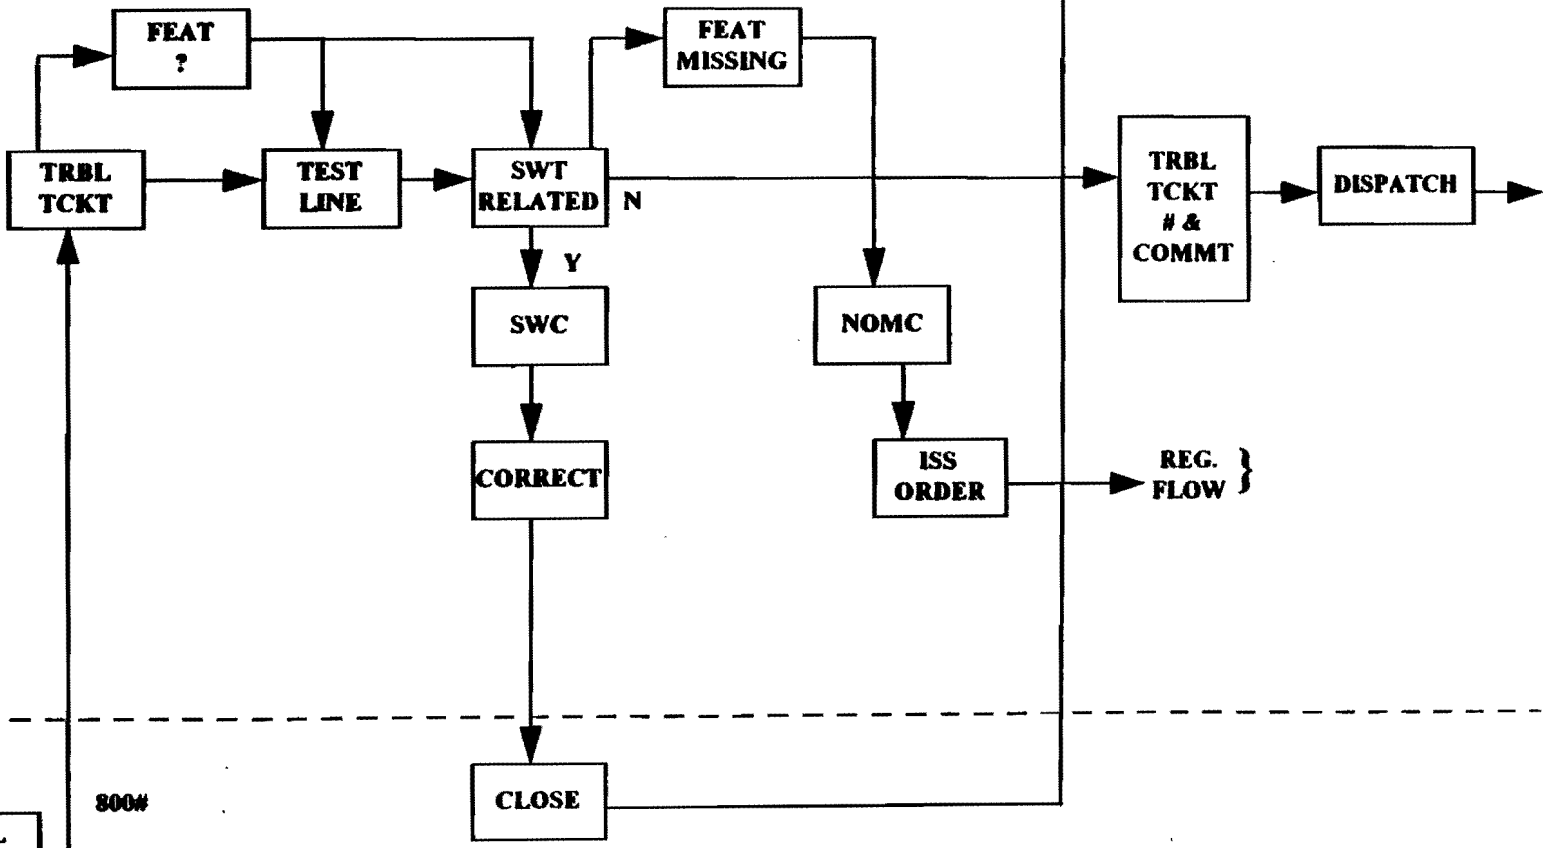 FEAT
?
FEAT
MISSING
TRBL
TCKT
TEST
LINE
SWT
RELATED
N
TRBL
TCKT
# &
COMMT
DISPATCH
Y
SWC
NOMC
CORRECT
ISS
ORDER
REG.
FLOW }
800#
CLOSE